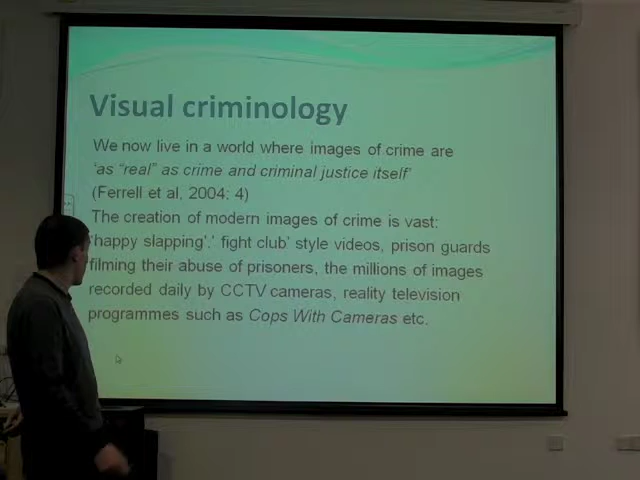 Visual criminology
We now live in a world where images of crime are
‘as “real” as crime and criminal justice itself’
(Ferrell et al, 2004: 4)
The creation of modern images of crime is vast:
‘happy slapping’.’ fight club’ style videos, prison guards
filming their abuse of prisoners, the millions of images
recorded daily by CCTV cameras, reality television
programmes such as Cops With Cameras etc.